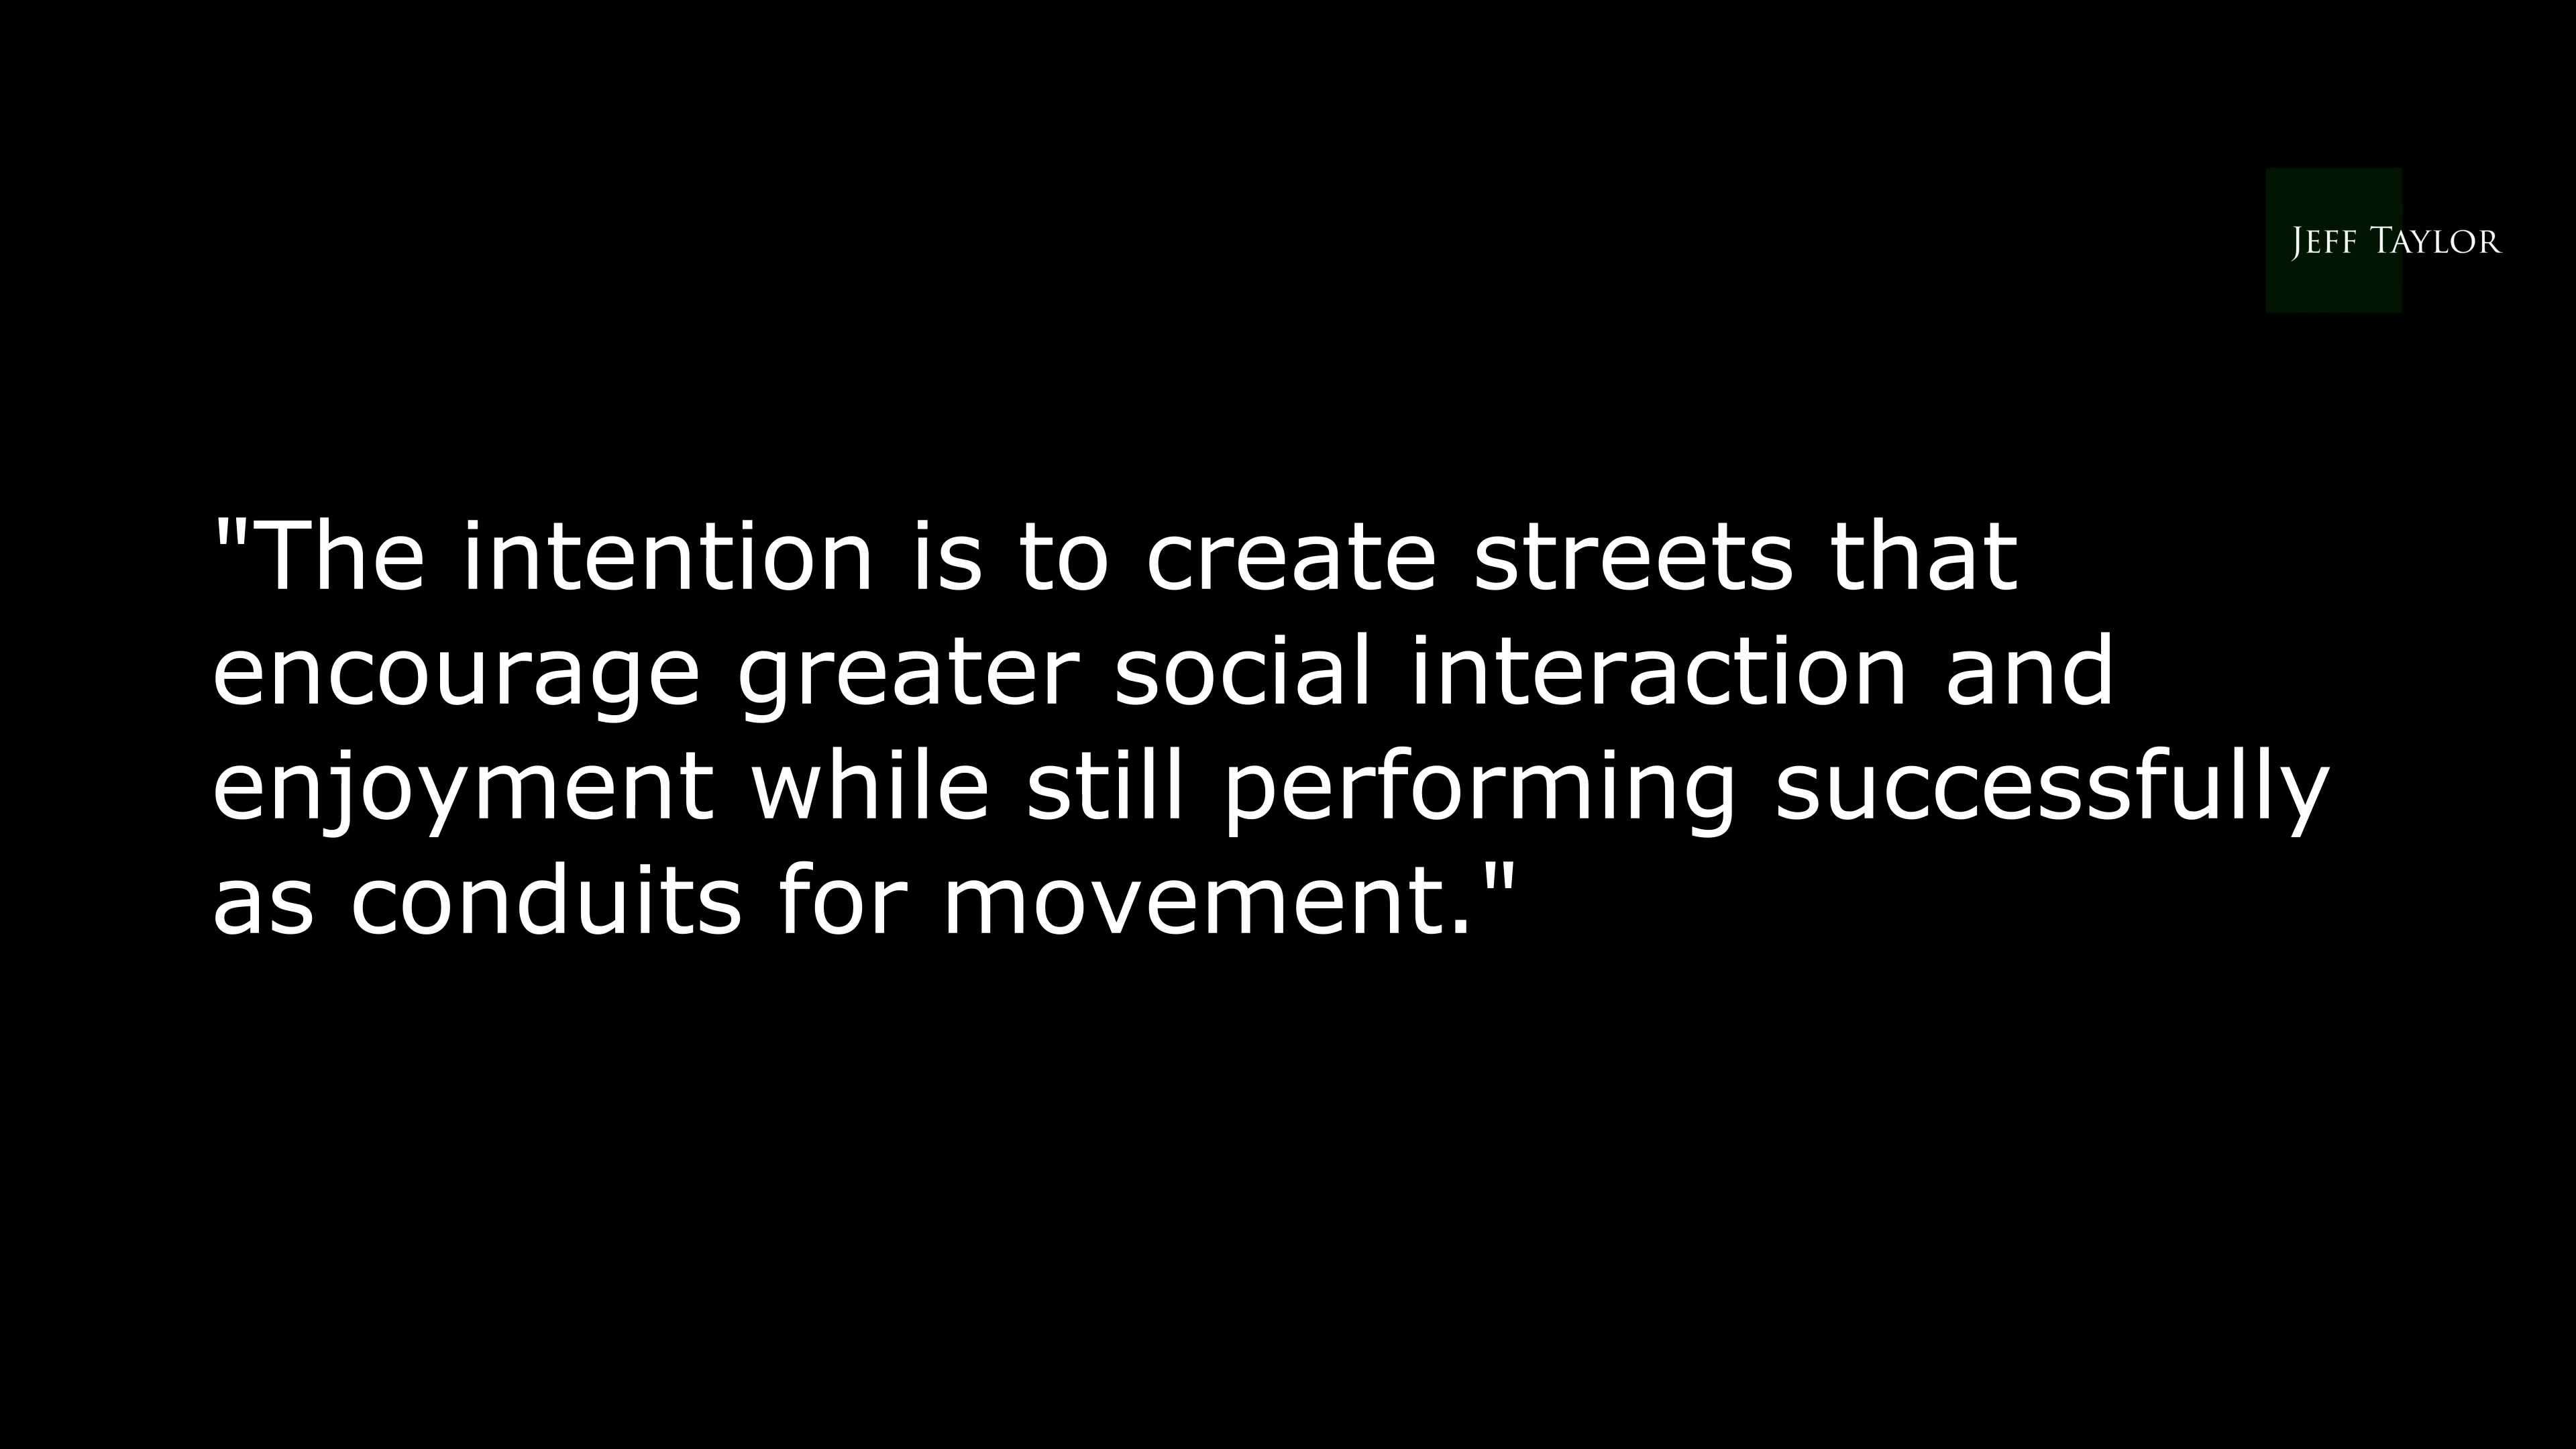 Jeff Taylor
"The intention is to create streets that
encourage greater social interaction and
enjoyment while still performing successfully
as conduits for movement."